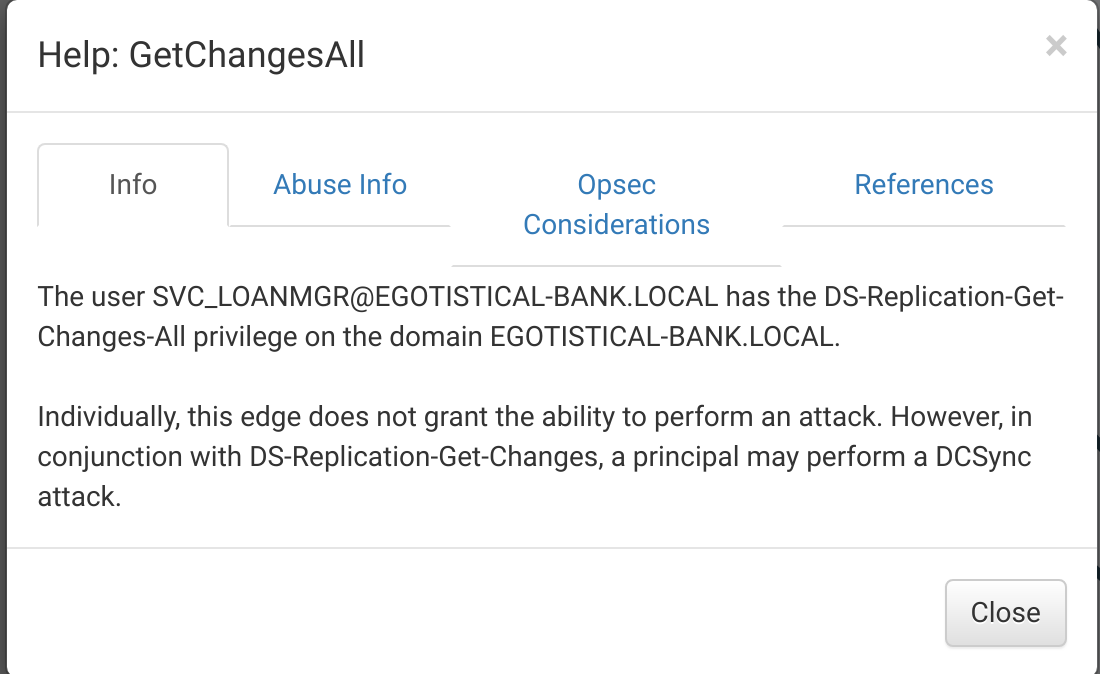 Help: GetChangesAll
×
Info
Abuse Info
Opsec
Considerations
References
The user SVC_LOANMGR@EGOTISTICAL-BANK.LOCAL has the DS-Replication-Get-
Changes-All privilege on the domain EGOTISTICAL-BANK.LOCAL.
Individually, this edge does not grant the ability to perform an attack. However, in
conjunction with DS-Replication-Get-Changes, a principal may perform a DCSync
attack.
Close